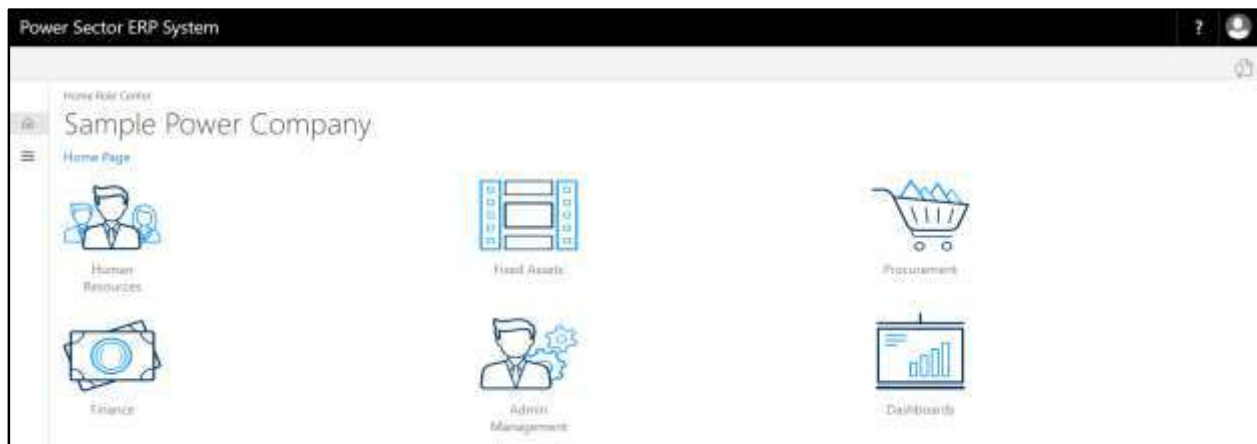 Power Sector ERP System
?
Home Role Center
Sample Power Company
Home Page
Human
Resources
Fixed Assets
Procurement
Finance
Admin
Management
Dashboards